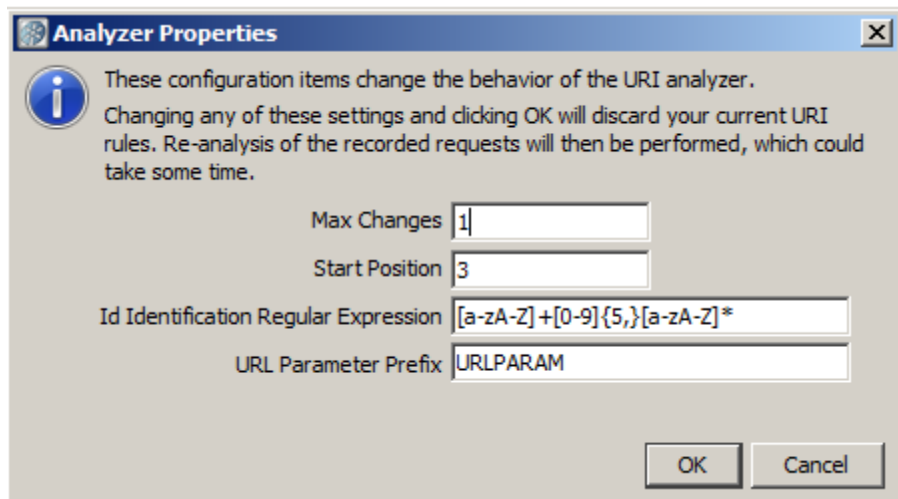 Analyzer Properties
These configuration items change the behavior of the URI analyzer.
Changing any of these settings and clicking OK will discard your current URI
rules. Re-analysis of the recorded requests will then be performed, which could
take some time.
Max Changes 1
Start Position 3
Id Identification Regular Expression [a-zA-Z]+[0-9]{5,}[a-zA-Z]*
URL Parameter Prefix URLPARAM
OK Cancel